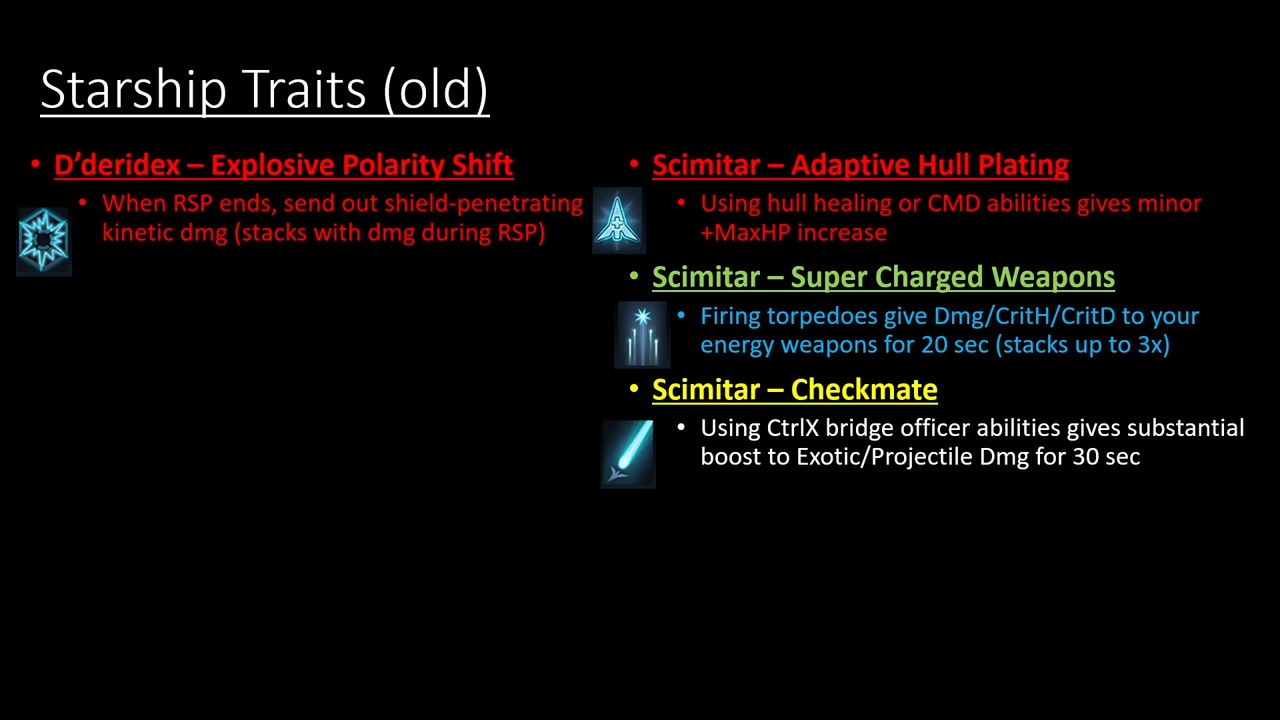 Starship Traits (old)
• D’deridex – Explosive Polarity Shift
• When RSP ends, send out shield-penetrating
kinetic dmg (stacks with dmg during RSP)
• Scimitar – Adaptive Hull Plating
• Using hull healing or CMD abilities gives minor
+MaxHP increase
• Scimitar – Super Charged Weapons
• Firing torpedoes give Dmg/CritH/CritD to your
energy weapons for 20 sec (stacks up to 3x)
• Scimitar – Checkmate
• Using CtrlX bridge officer abilities gives substantial
boost to Exotic/Projectile Dmg for 30 sec